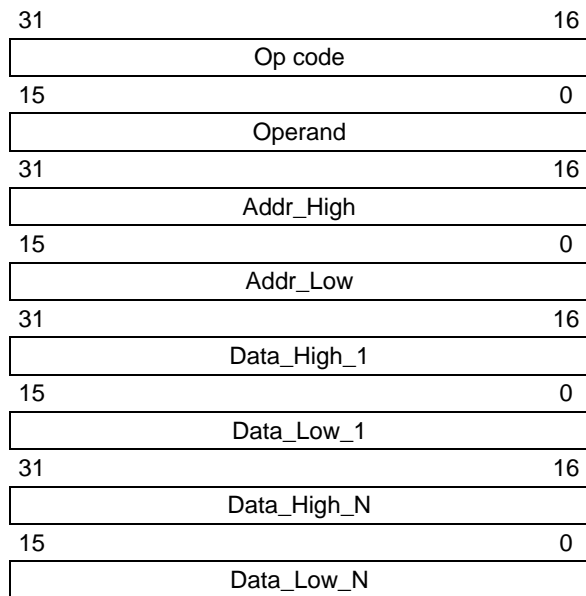 31 16
Op code
15 0
Operand
31 16
Addr_High
15 0
Addr_Low
31 16
Data_High_1
15 0
Data_Low_1
31 16
Data_High_N
15 0
Data_Low_N